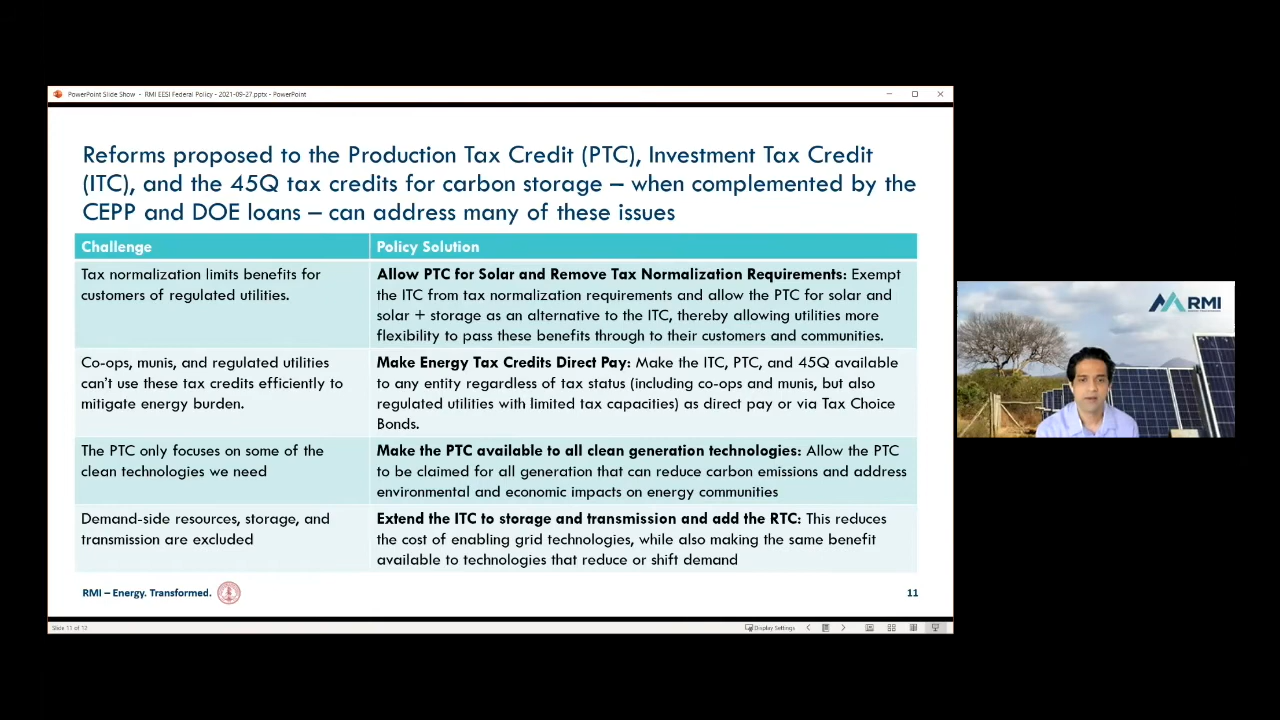 PowerPoint Slide Show - RMI EESI Federal Policy - 2021-09-27.pptx - PowerPoint
Reforms proposed to the Production Tax Credit (PTC), Investment Tax Credit
(ITC), and the 45Q tax credits for carbon storage – when complemented by the
CEPP and DOE loans – can address many of these issues
Challenge
Policy Solution
Tax normalization limits benefits for
customers of regulated utilities.
Allow PTC for Solar and Remove Tax Normalization Requirements: Exempt
the ITC from tax normalization requirements and allow the PTC for solar and
solar + storage as an alternative to the ITC, thereby allowing utilities more
flexibility to pass these benefits through to their customers and communities.
Co-ops, munis, and regulated utilities
can't use these tax credits efficiently to
mitigate energy burden.
Make Energy Tax Credits Direct Pay: Make the ITC, PTC, and 45Q available
to any entity regardless of tax status (including co-ops and munis, but also
regulated utilities with limited tax capacities) as direct pay or via Tax Choice
Bonds.
The PTC only focuses on some of the
clean technologies we need
Make the PTC available to all clean generation technologies: Allow the PTC
to be claimed for all generation that can reduce carbon emissions and address
environmental and economic impacts on energy communities
Demand-side resources, storage, and
transmission are excluded
Extend the ITC to storage and transmission and add the RTC: This reduces
the cost of enabling grid technologies, while also making the same benefit
available to technologies that reduce or shift demand
RMI – Energy. Transformed.
11
Slide 11 of 12
Display Settings
RMI